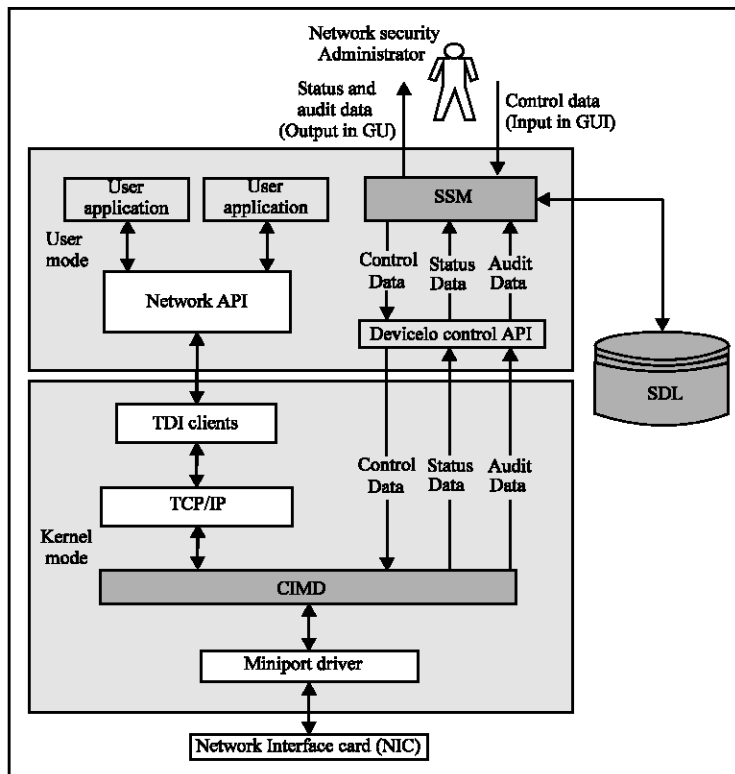 Network security
Administrator
Status and
audit data
(Output in GU)
Control data
(Input in GUI)
User
application
User
application
SSM
User
mode
Control
Data
Status
Data
Audit
Data
Network API
Devicelo control API
SDL
TDI clients
Control
Data
Status
Data
Audit
Data
TCP/IP
Kernel
mode
CIMD
Miniport driver
Network Interface card (NIC)